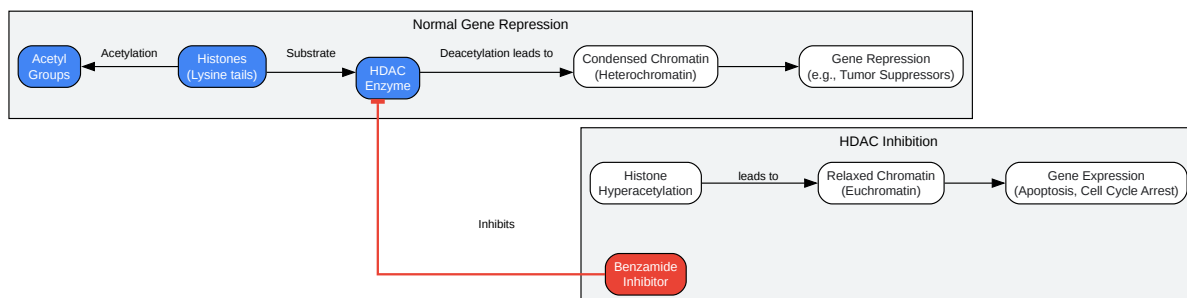 Normal Gene Repression
Acetyl
Groups
Acetylation
Histones
(Lysine tails)
Substrate
HDAC
Enzyme
Deacetylation leads to
Condensed Chromatin
(Heterochromatin)
Gene Repression
(e.g., Tumor Suppressors)
HDAC Inhibition
Histone
Hyperacetylation
leads to
Relaxed Chromatin
(Euchromatin)
Gene Expression
(Apoptosis, Cell Cycle Arrest)
Inhibits
Benzamide
Inhibitor